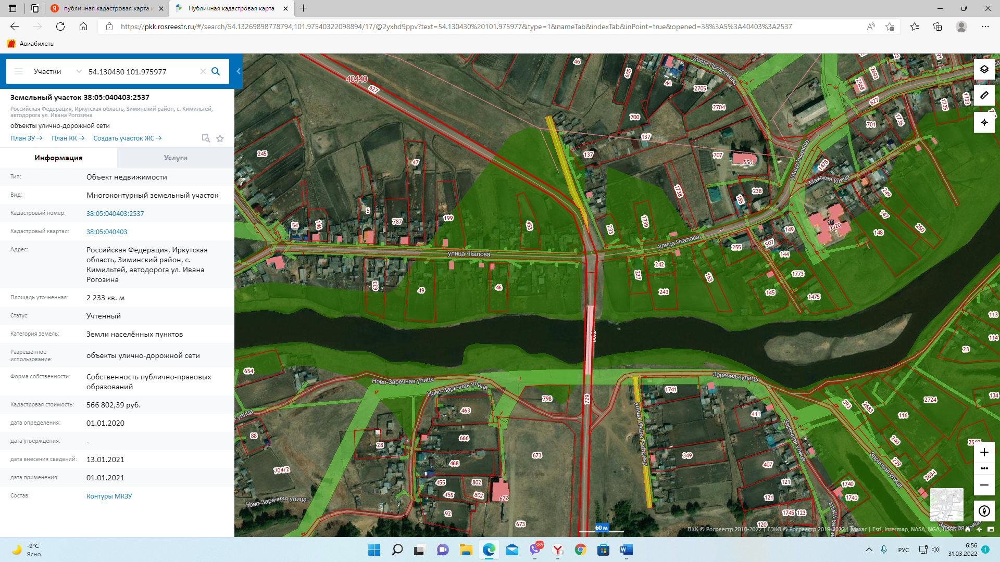 публичная кадастровая карта и
Публичная кадастровая карта
https://pkk.rosreestr.ru/#/search/54.13269898778794,101.97540322098894/17/@2yxhd9ppv?text=54.130430%20101.975977&type=1&nameTab&indexTab&inPoint=true&opened=38%3A5%3A40403%3A2537
Авиабилеты
Участки
54.130430 101.975977
Земельный участок 38:05:040403:2537
Российская Федерация, Иркутская область, Зиминский район, с. Кимильтей,
автодорога ул. Ивана Рогозина
объекты улично-дорожной сети
План ЗУ→ План КК→ Создать участок ЖС→
Информация
Услуги
Тип: Объект недвижимости
Вид: Многоконтурный земельный участок
Кадастровый номер: 38:05:040403:2537
Кадастровый квартал: 38:05:040403
Адрес: Российская Федерация, Иркутская
область, Зиминский район, с.
Кимильтей, автодорога ул. Ивана
Рогозина
Площадь уточненная: 2 233 кв. м
Статус: Учтенный
Категория земель: Земли населённых пунктов
Разрешенное
использование: объекты улично-дорожной сети
Форма собственности: Собственность публично-правовых
образований
Кадастровая стоимость: 566 802,39 руб.
дата определения: 01.01.2020
дата утверждения: -
дата внесения сведений: 13.01.2021
дата применения: 01.01.2021
Состав: Контуры МКЗУ
40440
627
46
605
44
2705
улица Прокопьева
2568
2693
627
1735
1733
2704
700
137
701
1736
245
47
137
707
550
улица Чкалова
1478
Майская улица
1738
238
185
249
5
54
146
787
199
453
233
1739
149
147
15
2420
148
250
улица Чкалова
улица Чкалова
255
507
144
242
227
1773
633
49
46
243
153
145
1475
113
114
23
654
Ново-Заречная улица
Ново-Заречная улица
Заречная улица
1741
798
729
463
улица Ивана Рагозина
411
393
2683
2724
134
116
88
28
666
673
349
Заречная улица
240
468
407
239
Заречная улица
2684
704/2
455
802
455
802
672
121
121
1740
1740
Ново-Заречная улица
92
673
1745
123
120
60 м
ПКК © Росреестр 2010-2022 | ЕЭКО © Росреестр 2019-2022 | Maxar | Esri, Intermap, NASA, NGA, USGS
-9°C
Ясно
385
РУС
6:56
31.03.2022
1